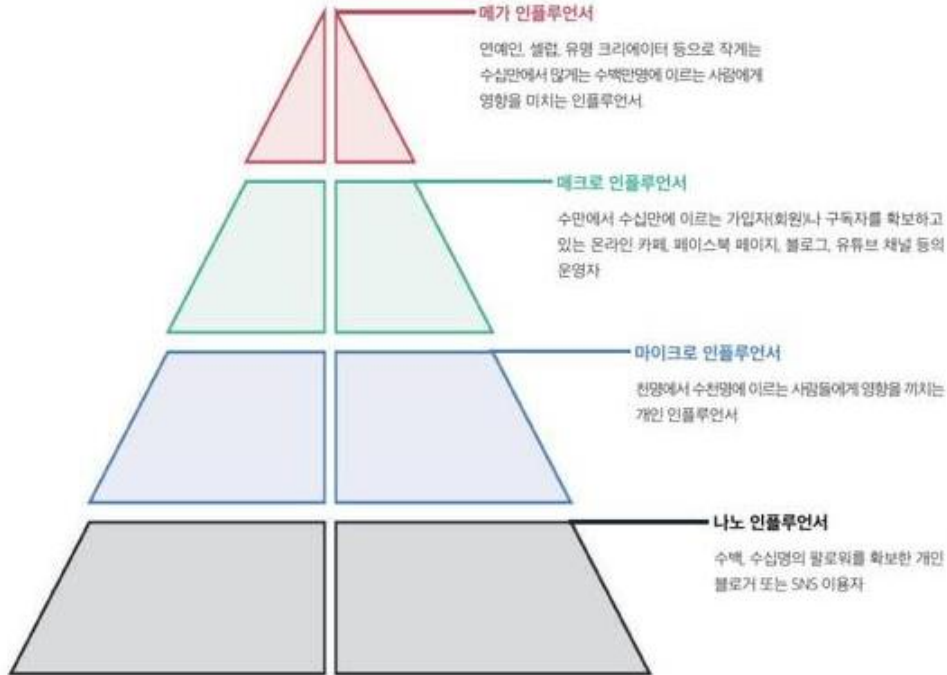 메가 인플루언서
연예인, 셀럽, 유명 크리에이터 등으로 작게는
수십만에서 많게는 수백만명에 이르는 사람에게
영향을 미치는 인플루언서
매크로 인플루언서
수만에서 수십만에 이르는 가입자(회원)나 구독자를 확보하고
있는 온라인 카페, 페이스북 페이지, 블로그, 유튜브 채널 등의
운영자
마이크로 인플루언서
천명에서 수천명에 이르는 사람들에게 영향을 끼치는
개인 인플루언서
나노 인플루언서
수백, 수십명의 팔로워를 확보한 개인
블로거 또는 SNS 이용자